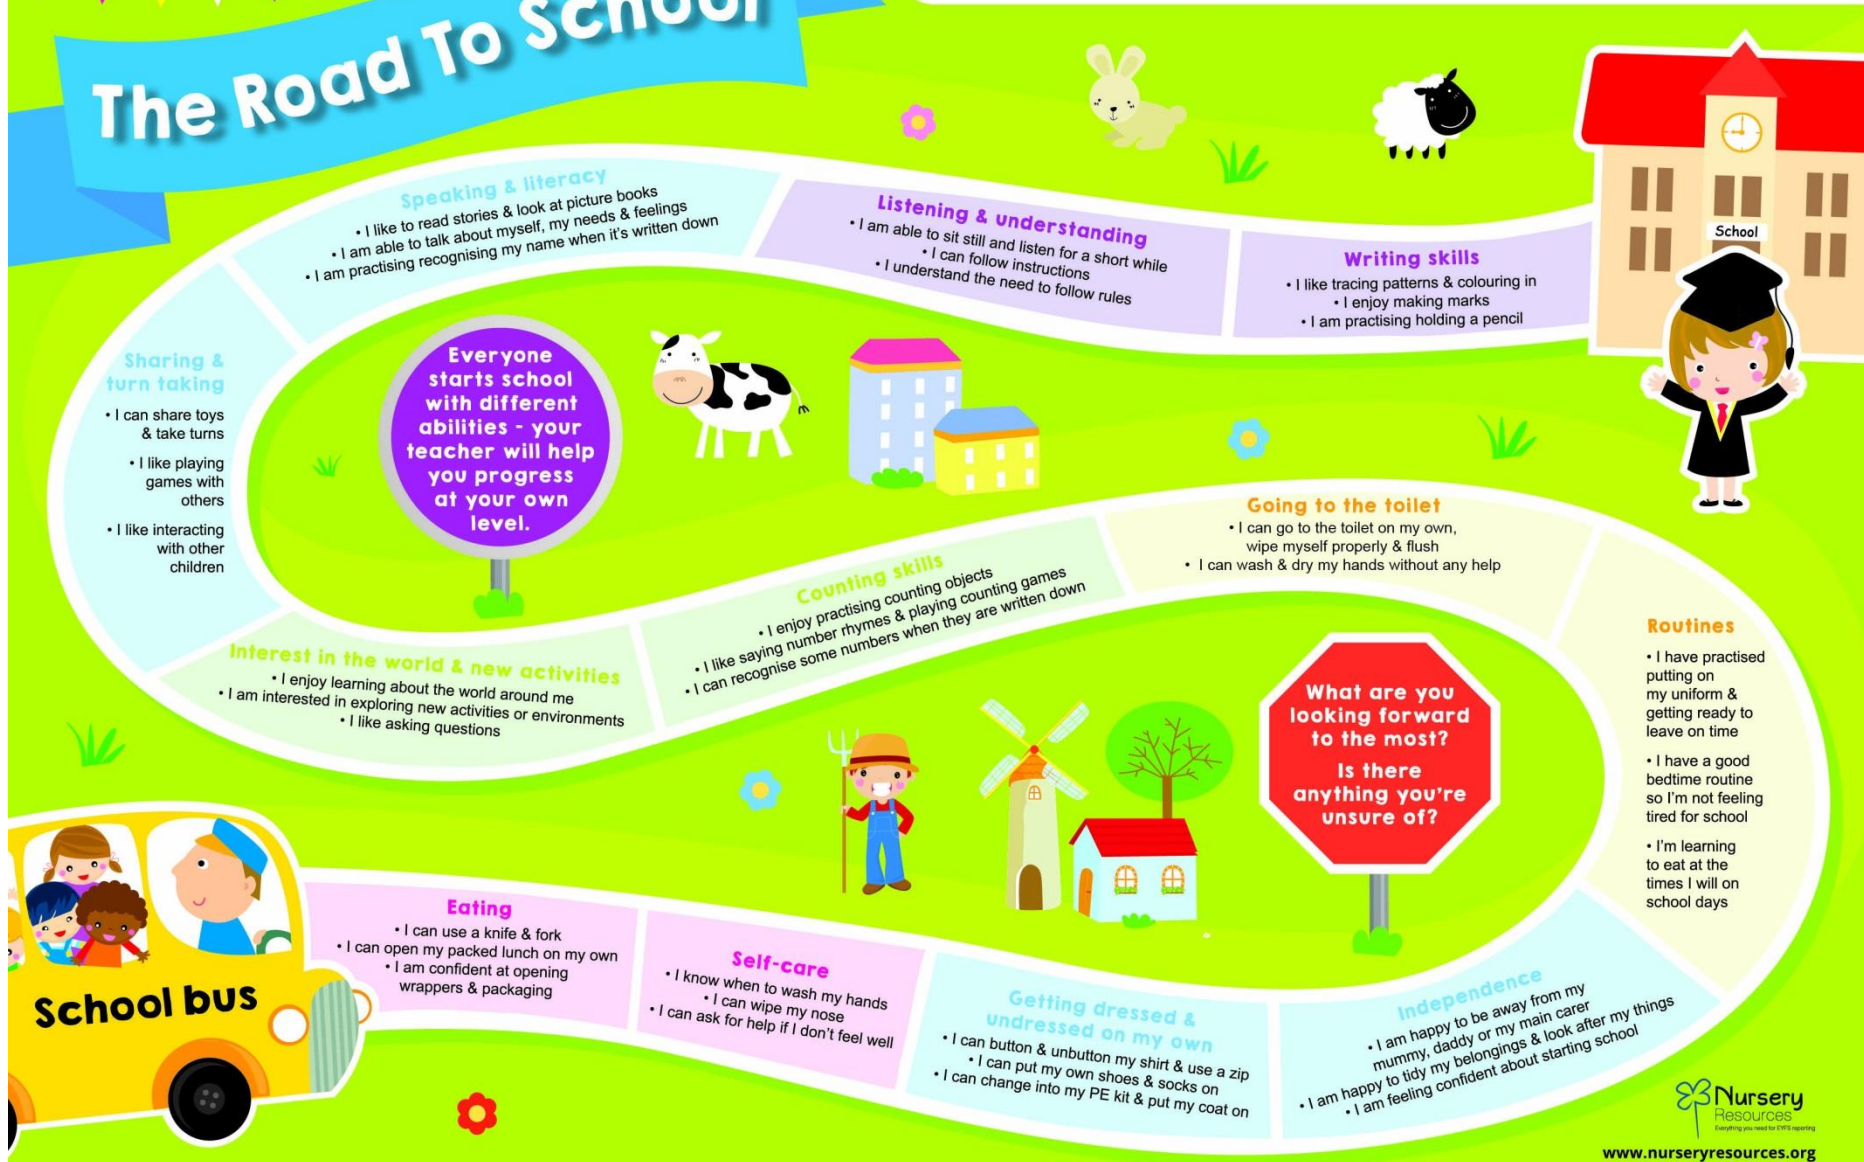 The Road To School
Speaking & literacy
• I like to read stories & look at picture books
• I am able to talk about myself, my needs & feelings
• I am practising recognising my name when it's written down
Listening & understanding
• I am able to sit still and listen for a short while
• I can follow instructions
• I understand the need to follow rules
Writing skills
• I like tracing patterns & colouring in
• I enjoy making marks
• I am practising holding a pencil
School
Sharing &
turn taking
• I can share toys
& take turns
• I like playing
games with
others
• I like interacting
with other
children
Everyone
starts school
with different
abilities - your
teacher will help
you progress
at your own
level.
Interest in the world & new activities
• I enjoy learning about the world around me
• I am interested in exploring new activities or environments
• I like asking questions
Counting skills
• I enjoy practising counting objects
• I like saying number rhymes & playing counting games
• I can recognise some numbers when they are written down
Going to the toilet
• I can go to the toilet on my own,
wipe myself properly & flush
• I can wash & dry my hands without any help
Routines
• I have practised
putting on
my uniform &
getting ready to
leave on time
• I have a good
bedtime routine
so I'm not feeling
tired for school
• I'm learning
to eat at the
times I will on
school days
What are you
looking forward
to the most?
Is there
anything you're
unsure of?
School bus
Eating
• I can use a knife & fork
• I can open my packed lunch on my own
• I am confident at opening
wrappers & packaging
Self-care
• I know when to wash my hands
• I can wipe my nose
• I can ask for help if I don't feel well
Getting dressed &
undressed on my own
• I can button & unbutton my shirt & use a zip
• I can put my own shoes & socks on
• I can change into my PE kit & put my coat on
Independence
• I am happy to be away from my
mummy, daddy or my main carer
• I am happy to tidy my belongings & look after my things
• I am feeling confident about starting school
Nursery
Resources
Everything you need for EYFS reporting
www.nurseryresources.org